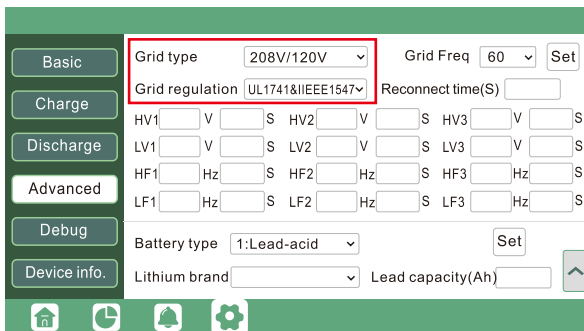 Basic
Charge
Discharge
Advanced
Debug
Device info.
Grid type 208V/120V Grid Freq 60 Set
Grid regulation UL1741&IIEEE1547 Reconnect time(S)
HV1 V S HV2 V S HV3 V S
LV1 V S LV2 V S LV3 V S
HF1 Hz S HF2 Hz S HF3 Hz S
LF1 Hz S LF2 Hz S LF3 Hz S
Battery type 1:Lead-acid Set
Lithium brand Lead capacity(Ah)